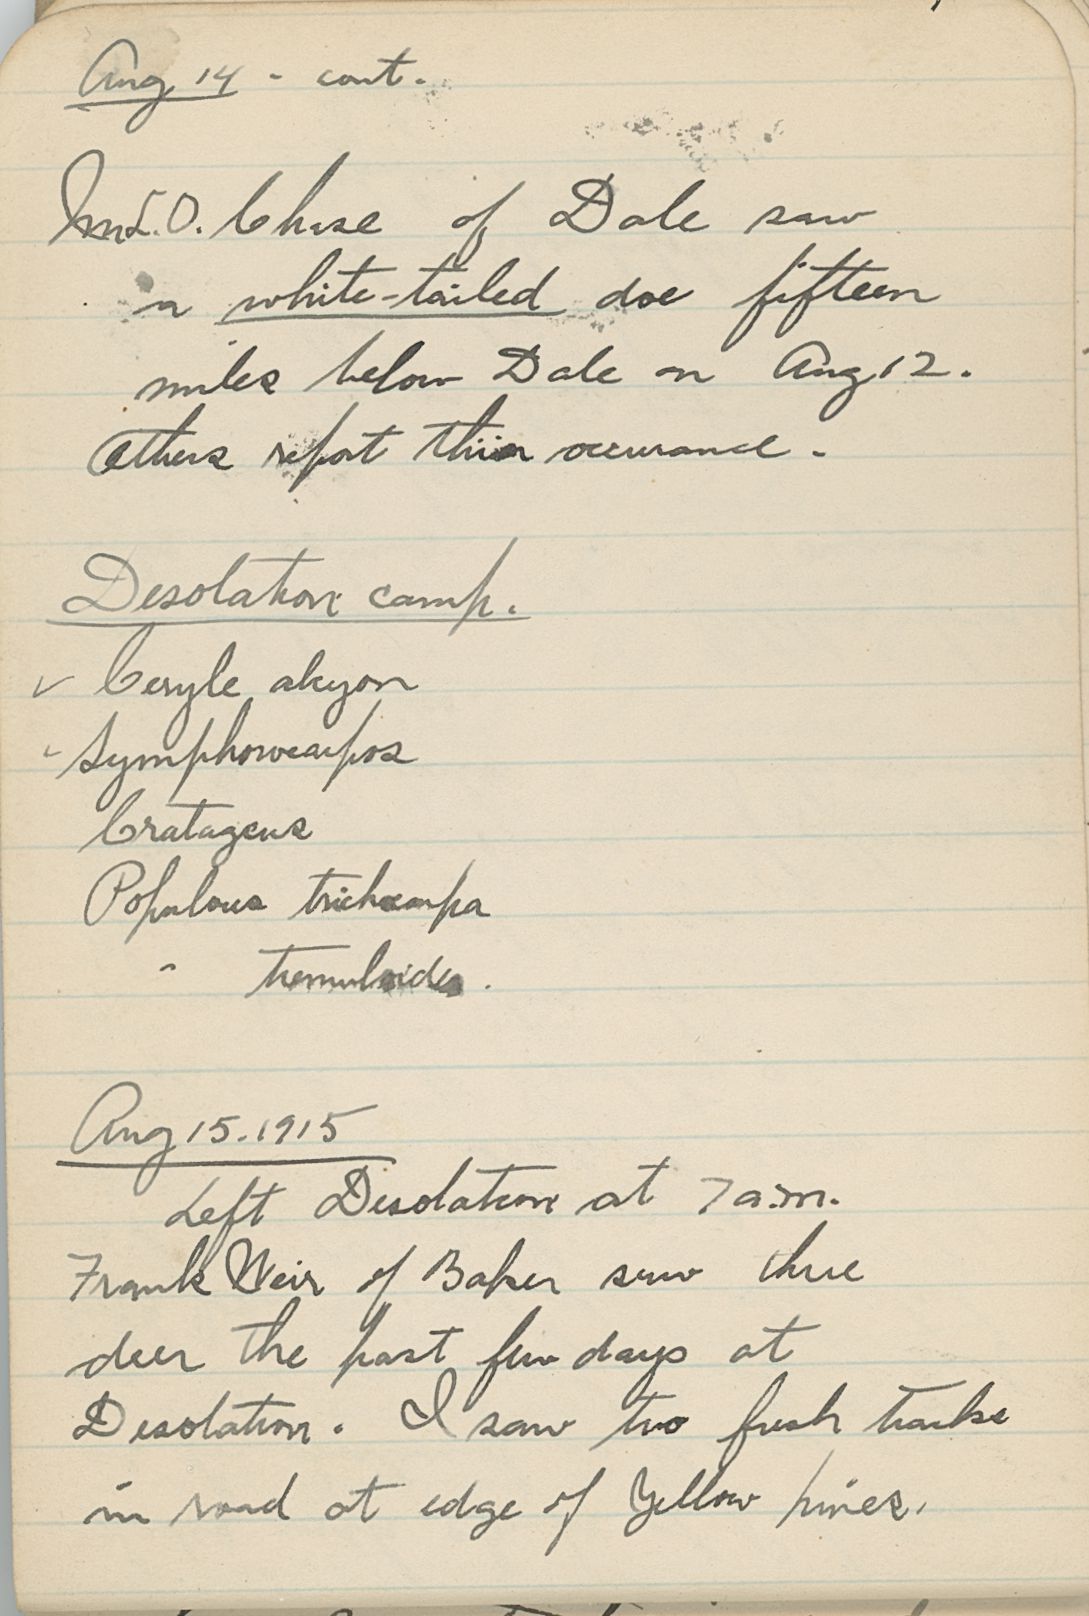 Aug 14 - cont.
O. Chase of Dale saw
a white-tailed doe fifteen
miles below Dale on Aug 12.
Others report their occurance.
Desolation camp.
✓ Ceryle alcyon
Symphoricarpos
Crataegus
Populous trichocarpa
" tremuloides.
Aug 15. 1915
Left Desolation at 7 a.m.
Frank Weir of Baker saw three
deer the past few days at
Desolation. I saw two fresh tracks
in road at edge of Yellow pines.